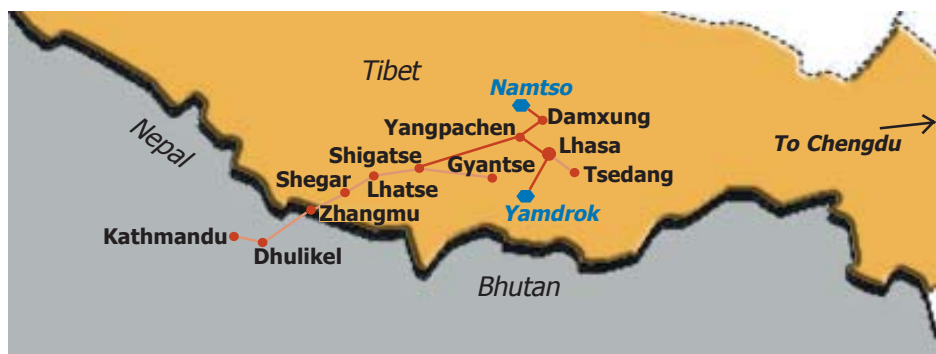 Tibet
Namtso
Damxung
Nepal
Yangpachen
To Chengdu
Lhasa
Shigatse
Gyantse
Tsedang
Shegar
Lhatse
Zhangmu
Yamdrok
Kathmandu
Dhulikel
Bhutan